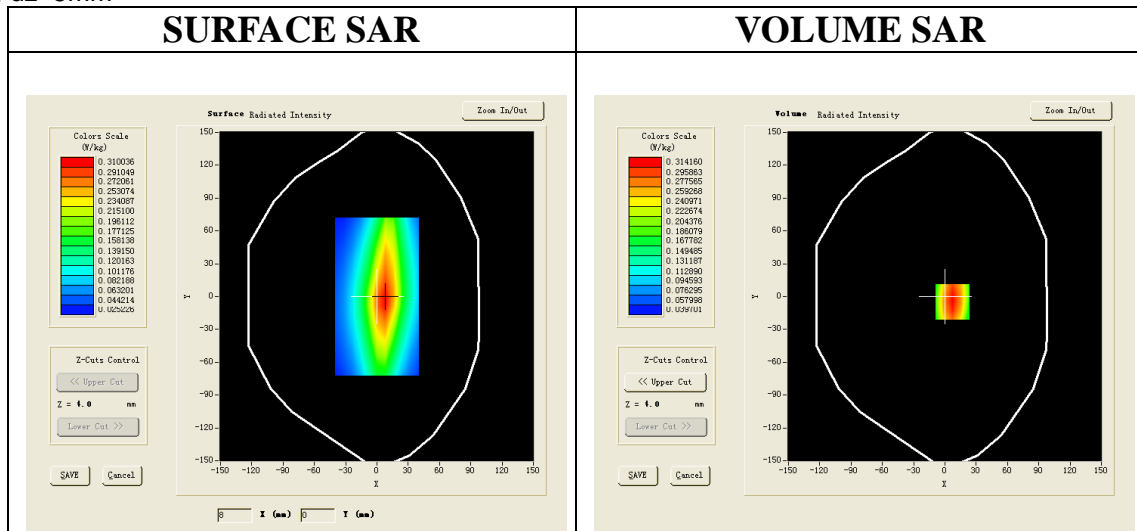 SURFACE SAR
VOLUME SAR
Surface Radiated Intensity
Zoom In/Out
Colors Scale
(W/kg)
0.310036
0.291049
0.272061
0.253074
0.234087
0.215100
0.196112
0.177125
0.158138
0.139150
0.120163
0.101176
0.082188
0.063201
0.044214
0.025226
Z-Cuts Control
<< Upper Cut
Z = 4.0 mm
Lower Cut >>
SAVE
Cancel
150
120
90
60
30
0
-30
-60
-90
-120
-150
Y
-150 -120 -90 -60 -30 0 30 60 90 120 150
X
8 X (mm) 0 Y (mm)
Volume Radiated Intensity
Zoom In/Out
Colors Scale
(W/kg)
0.314160
0.295863
0.277565
0.259268
0.240971
0.222674
0.204376
0.186079
0.167782
0.149485
0.131187
0.112890
0.094593
0.076295
0.057998
0.039701
Z-Cuts Control
<< Upper Cut
Z = 4.0 mm
Lower Cut >>
SAVE
Cancel
150
120
90
60
30
0
-30
-60
-90
-120
-150
Y
-150 -120 -90 -60 -30 0 30 60 90 120 150
X